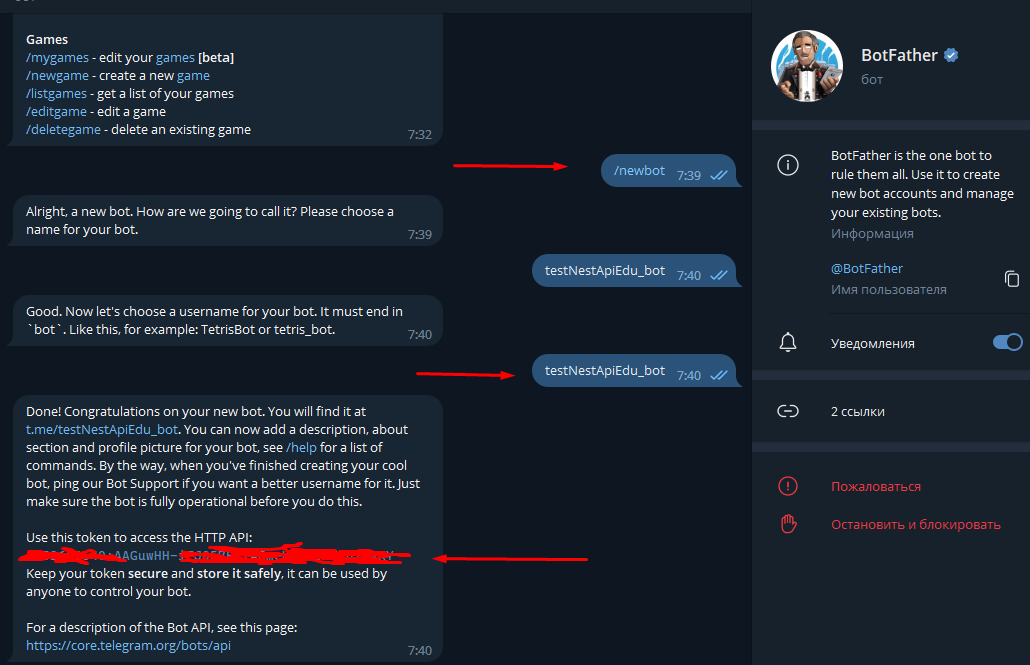 Games
/mygames - edit your games [beta]
/newgame - create a new game
/listgames - get a list of your games
/editgame - edit a game
/deletegame - delete an existing game
7:32
/newbot 7:39
Alright, a new bot. How are we going to call it? Please choose a
name for your bot.
7:39
testNestApiEdu_bot 7:40
Good. Now let's choose a username for your bot. It must end in
`bot`. Like this, for example: TetrisBot or tetris_bot.
7:40
testNestApiEdu_bot 7:40
Done! Congratulations on your new bot. You will find it at
t.me/testNestApiEdu_bot. You can now add a description, about
section and profile picture for your bot, see /help for a list of
commands. By the way, when you've finished creating your cool
bot, ping our Bot Support if you want a better username for it. Just
make sure the bot is fully operational before you do this.
Use this token to access the HTTP API:
Keep your token secure and store it safely, it can be used by
anyone to control your bot.
For a description of the Bot API, see this page:
https://core.telegram.org/bots/api
7:40
BotFather
бот
BotFather is the one bot to
rule them all. Use it to create
new bot accounts and manage
your existing bots.
Информация
@BotFather
Имя пользователя
Уведомления
2 ссылки
Пожаловаться
Остановить и блокировать